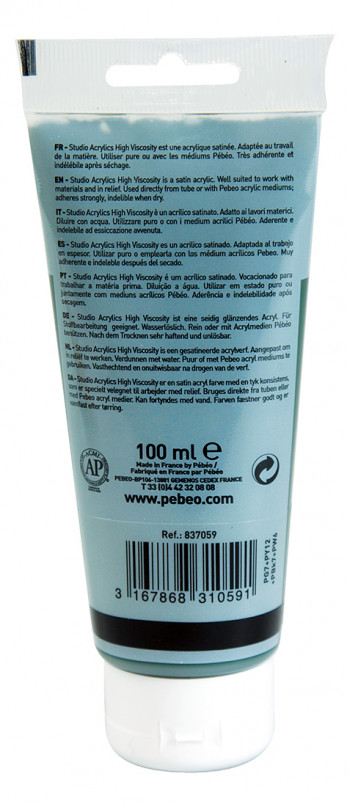 FR - Studio Acrylics High Viscosity est une acrylique satinée. Adaptée au travail
de la matière. Utiliser pure ou avec les médiums Pébéo. Très adhérente et
indélébile après séchage.
EN - Studio Acrylics High Viscosity is a satin acrylic. Well suited to work with
materials and in relief. Used directly from tube or with Pebeo acrylic mediums;
adheres strongly, indelible when dry.
IT - Studio Acrylics High Viscosity è un acrilico satinato. Adatto ai lavori materici.
Diluire con acqua. Utilizzare puro o con i medium acrilici Pébéo. Aderente e
indelebile ad essiccazione avvenuta.
ES - Studio Acrylics High Viscosity es un acrílico satinado. Adaptada al trabajo
en espesor. Utilizar puro o emplearla con las médiums acrílicos Pebeo. Muy
adherente e indeleble después del secado.
PT - Studio Acrylics High Viscosity é um acrílico satinado. Vocacionado para
trabalhar a matéria prima. Diluição a água. Utilizar em estado puro ou
juntamente com mediums acrílicos Pébéo. Aderência e indelebilidade após
secagem.
DE - Studio Acrylics High Viscosity ist eine seidig glänzendes Acryl. Für
Stoffbearbeitung geeignet. Wasserlöslich. Rein oder mit Acrylmedien Pébéo
verwenden. Nach dem Trocknen sehr haftend und unlösbar.
NL - Studio Acrylics High Viscosity is een gesatineerde acrylverf. Aangepast om
in reliëf te werken. Verdunnen met water. Puur of met Pebeo acryl mediums te
gebruiken. Vasthechtend en onuitwisbaar na drogen van de verf.
DA - Studio Acrylics High Viscosity er en satin acryl farve med en tyk konsistens,
som er specielt velegnet til arbejder med relief. Bruges direkte fra tuben eller
med Pebeo acryl medier. Kan fortyndes med vand. Farven fæstner godt og er
vandfast efter tørring.
ACMI
AP
100 ml ℮
Made in France by Pébéo /
Fabriqué en France par Pébéo
PEBEO-BP106-13881 GEMENOS CEDEX FRANCE
T 33 (0)4 42 32 08 08
www.pebeo.com
Ref.: 837059
3 167868 310591
PG7+PY12
+PBk7+PW6